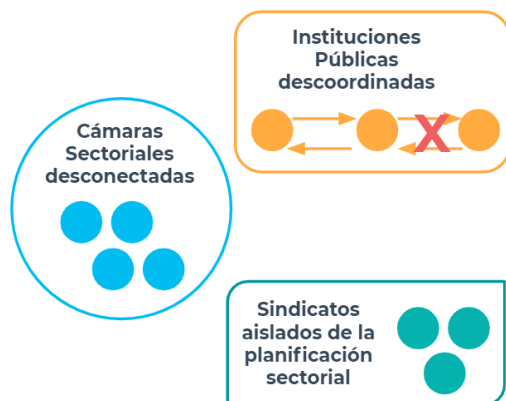 Instituciones
Públicas
descoordinadas
X
Cámaras
Sectoriales
desconectadas
Sindicatos
aislados de la
planificación
sectorial